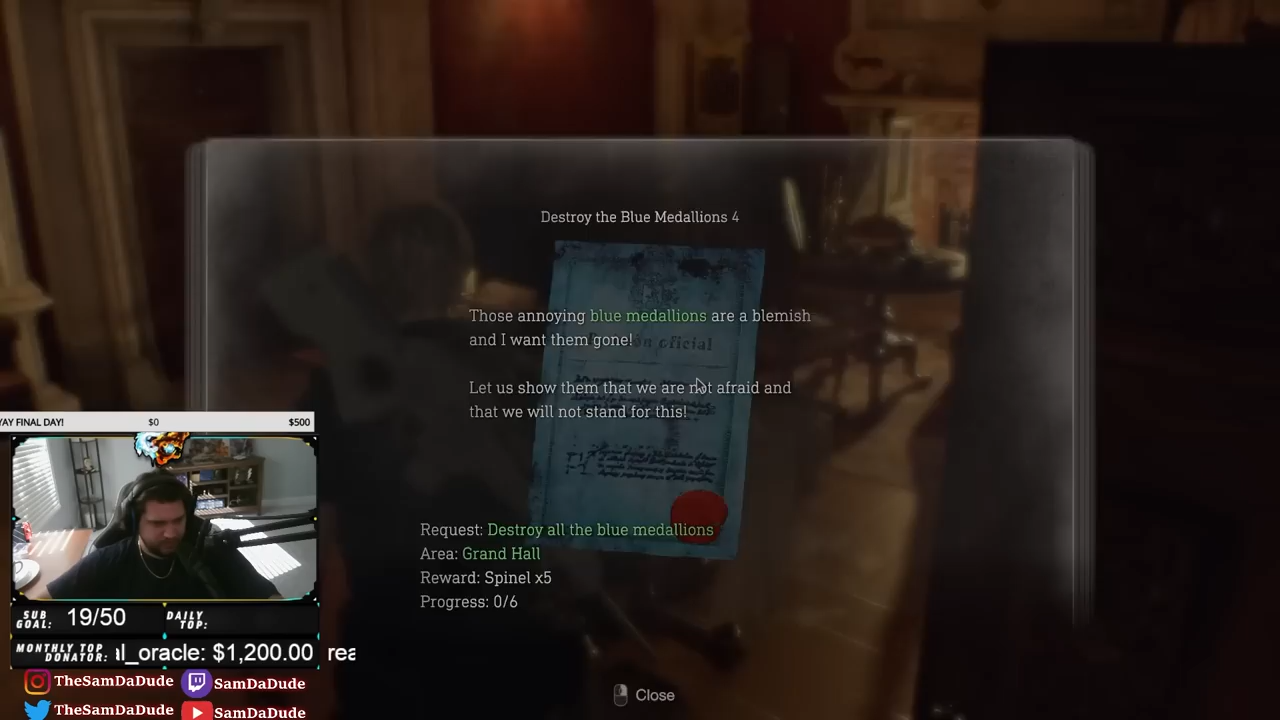 Destroy the Blue Medallions 4
Those annoying blue medallions are a blemish
and I want them gone!
Let us show them that we are not afraid and
that we will not stand for this!
Request: Destroy all the blue medallions
Area: Grand Hall
Reward: Spinel x5
Progress: 0/6
Close
YAY FINAL DAY! $0 $500
SUB GOAL: 19/50 DAILY TOP:
MONTHLY TOP DONATOR: l_oracle: $1,200.00 rea
TheSamDaDude SamDaDude
TheSamDaDude SamDaDude